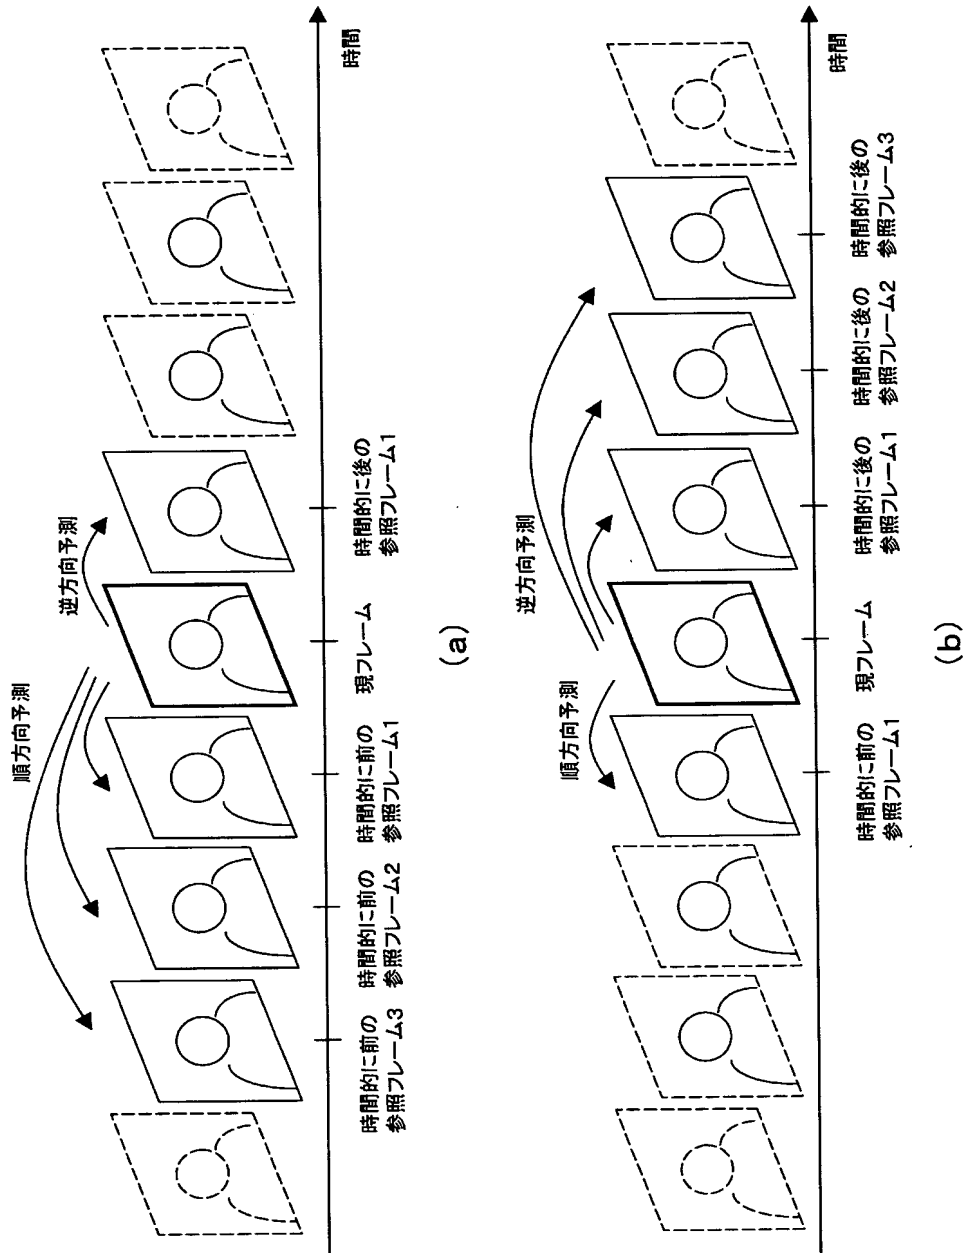 順方向予測
逆方向予測
時間的に前の
参照フレーム3
時間的に前の
参照フレーム2
時間的に前の
参照フレーム1
現フレーム
時間的に後の
参照フレーム1
時間
(a)
順方向予測
逆方向予測
時間的に前の
参照フレーム1
現フレーム
時間的に後の
参照フレーム1
時間的に後の
参照フレーム2
時間的に後の
参照フレーム3
時間
(b)